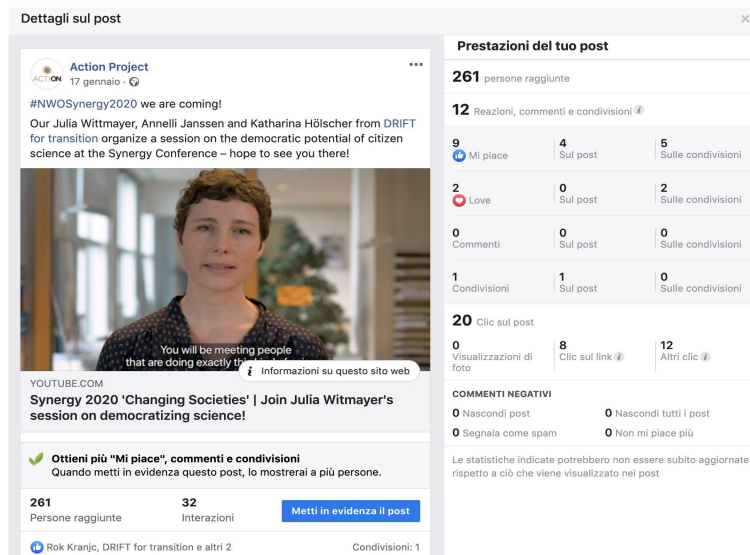 Dettagli sul post
Action Project
17 gennaio ·
#NWOSynergy2020 we are coming!
Our Julia Wittmayer, Annelli Janssen and Katharina Hölscher from DRIFT
for transition organize a session on the democratic potential of citizen
science at the Synergy Conference – hope to see you there!
ACTION
You will be meeting people
that are doing exactly
Informazioni su questo sito web
YOUTUBE.COM
Synergy 2020 'Changing Societies' | Join Julia Witmayer's
session on democratizing science!
Ottieni più "Mi piace", commenti e condivisioni
Quando metti in evidenza questo post, lo mostrerai a più persone.
261 32
Persone raggiunte Interazioni
Metti in evidenza il post
Rok Kranjc, DRIFT for transition e altri 2 Condivisioni: 1
Prestazioni del tuo post
261 persone raggiunte
12 Reazioni, commenti e condivisioni
9 4 5
Mi piace Sul post Sulle condivisioni
2 0 2
Love Sul post Sulle condivisioni
0 0 0
Commenti Sul post Sulle condivisioni
1 1 0
Condivisioni Sul post Sulle condivisioni
20 Clic sul post
0 8 12
Visualizzazioni di Clic sul link Altri clic
foto
COMMENTI NEGATIVI
0 Nascondi post 0 Nascondi tutti i post
0 Segnala come spam 0 Non mi piace più
Le statistiche indicate potrebbero non essere subito aggiornate
rispetto a ciò che viene visualizzato nei post